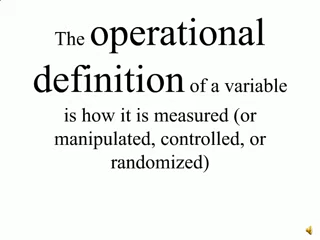 The operational
definition of a variable
is how it is measured (or
manipulated, controlled, or
randomized)